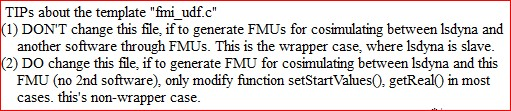 TIPs about the template "fmi_udf.c"
(1) DON'T change this file, if to generate FMUs for cosimulating between lsdyna and
another software through FMUs. This is the wrapper case, where lsdyna is slave.
(2) DO change this file, if to generate FMU for cosimulating between lsdyna and this
FMU (no 2nd software), only modify function setStartValues(), getReal() in most
cases. this's non-wrapper case.